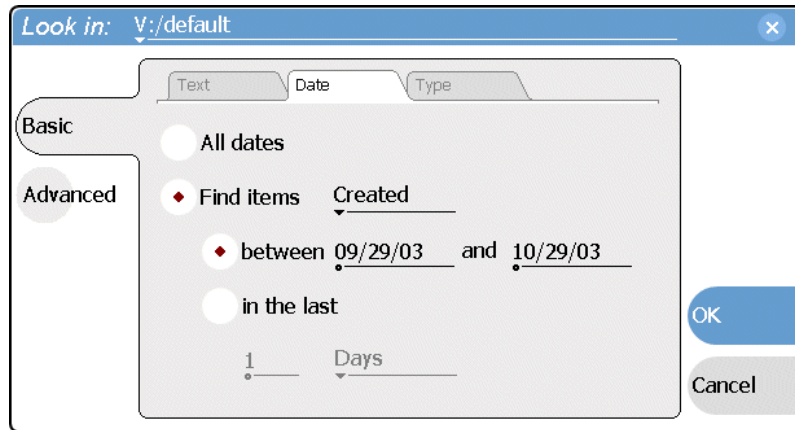 Look in: V:/default
Text Date Type
Basic
All dates
Advanced
Find items Created
between 09/29/03 and 10/29/03
in the last
OK
1 Days
Cancel